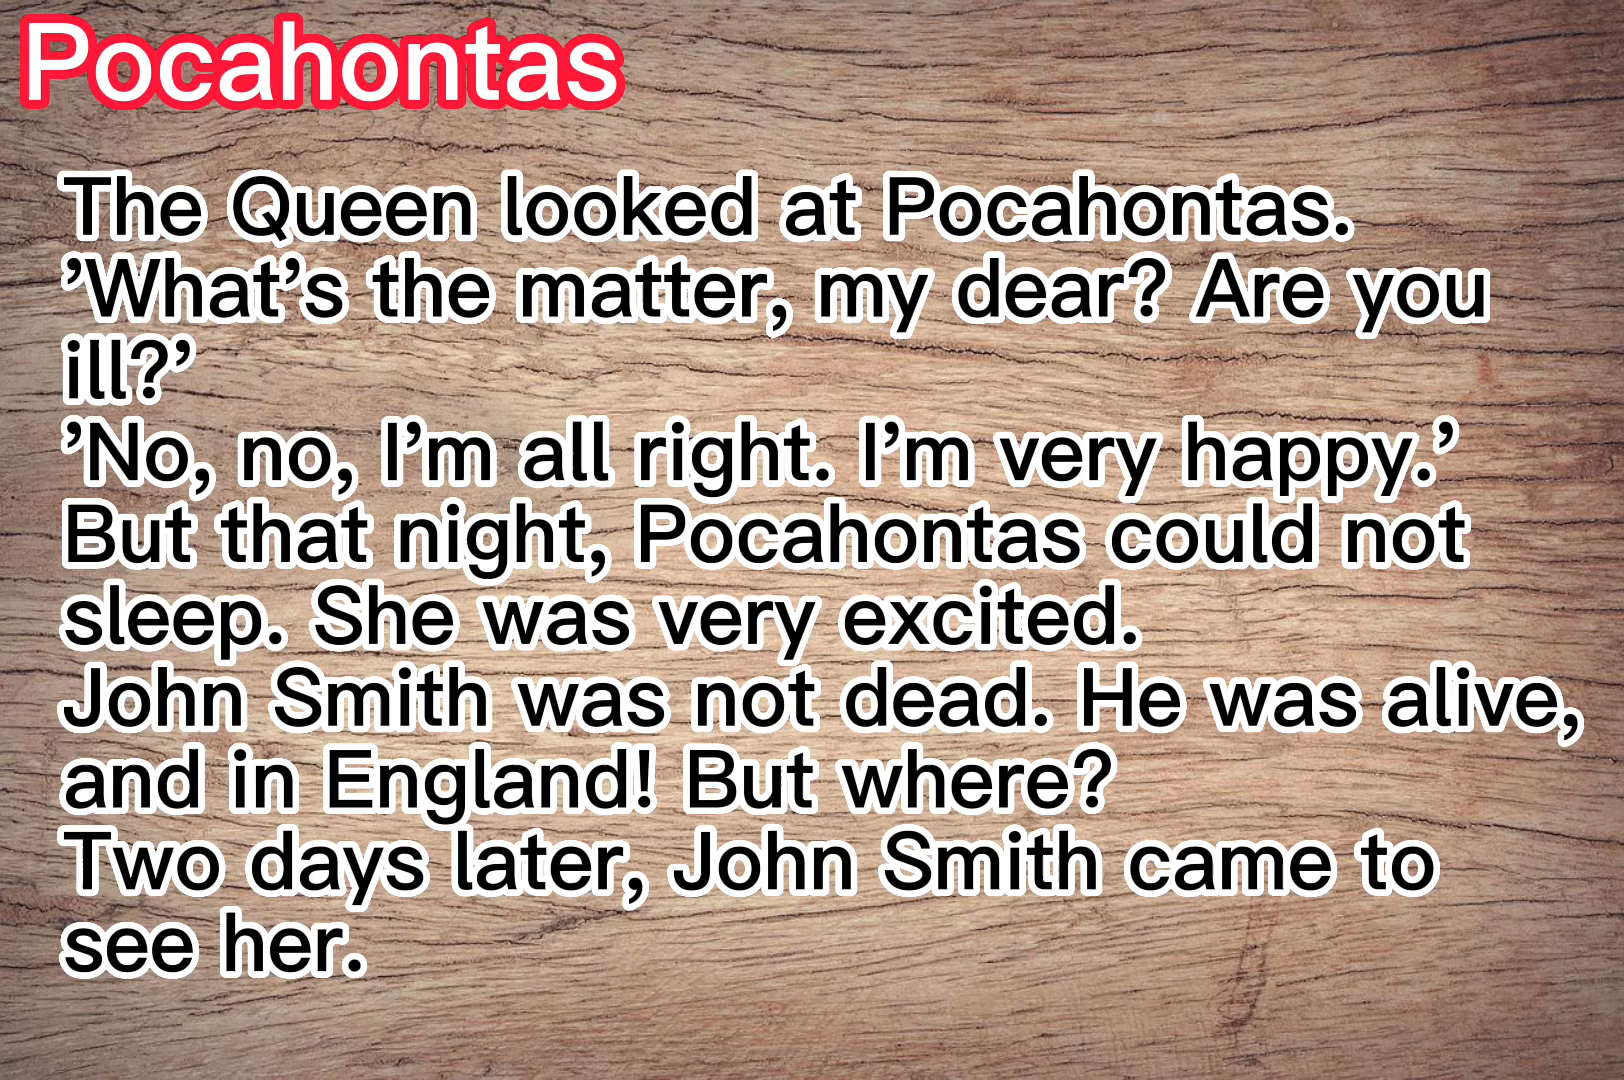 Pocahontas
The Queen looked at Pocahontas.
’What’s the matter, my dear? Are you
ill?’
’No, no, I’m all right. I’m very happy.’
But that night, Pocahontas could not
sleep. She was very excited.
John Smith was not dead. He was alive,
and in England! But where?
Two days later, John Smith came to
see her.